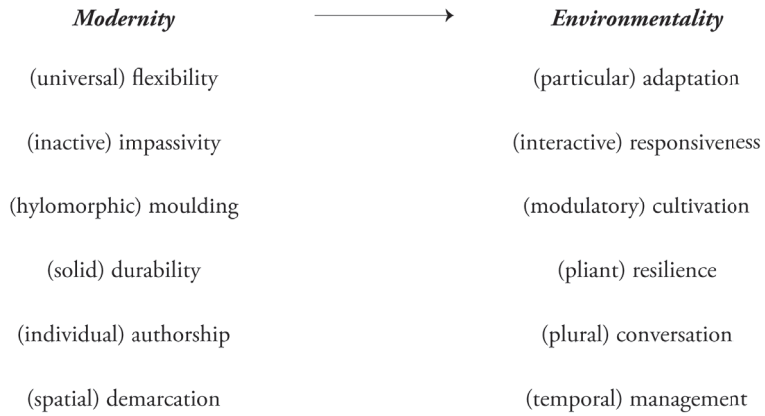 Modernity Environmentality
(universal) flexibility (particular) adaptation
(inactive) impassivity (interactive) responsiveness
(hylomorphic) moulding (modulatory) cultivation
(solid) durability (pliant) resilience
(individual) authorship (plural) conversation
(spatial) demarcation (temporal) management